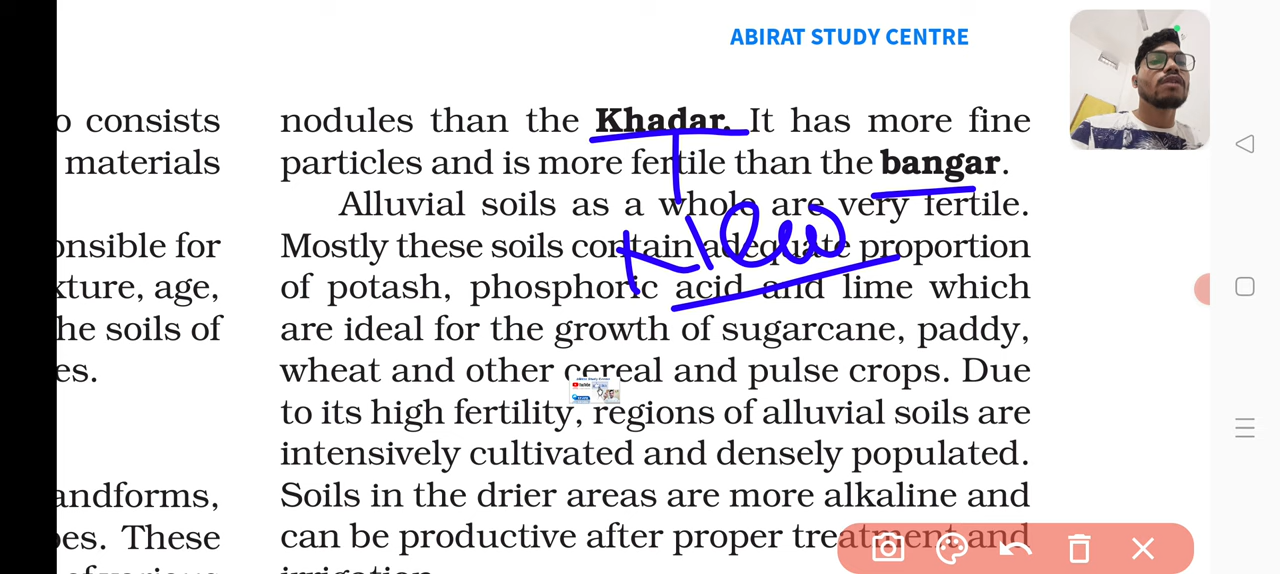 ABIRAT STUDY CENTRE
o consists
materials
onsible for
xture, age,
he soils of
es.
andforms,
pes. These
of various
nodules than the Khadar. It has more fine
particles and is more fertile than the bangar.
Alluvial soils as a whole are very fertile.
Mostly these soils contain adequate proportion
of potash, phosphoric acid and lime which
are ideal for the growth of sugarcane, paddy,
wheat and other cereal and pulse crops. Due
to its high fertility, regions of alluvial soils are
intensively cultivated and densely populated.
Soils in the drier areas are more alkaline and
can be productive after proper treatment and
irrigation.